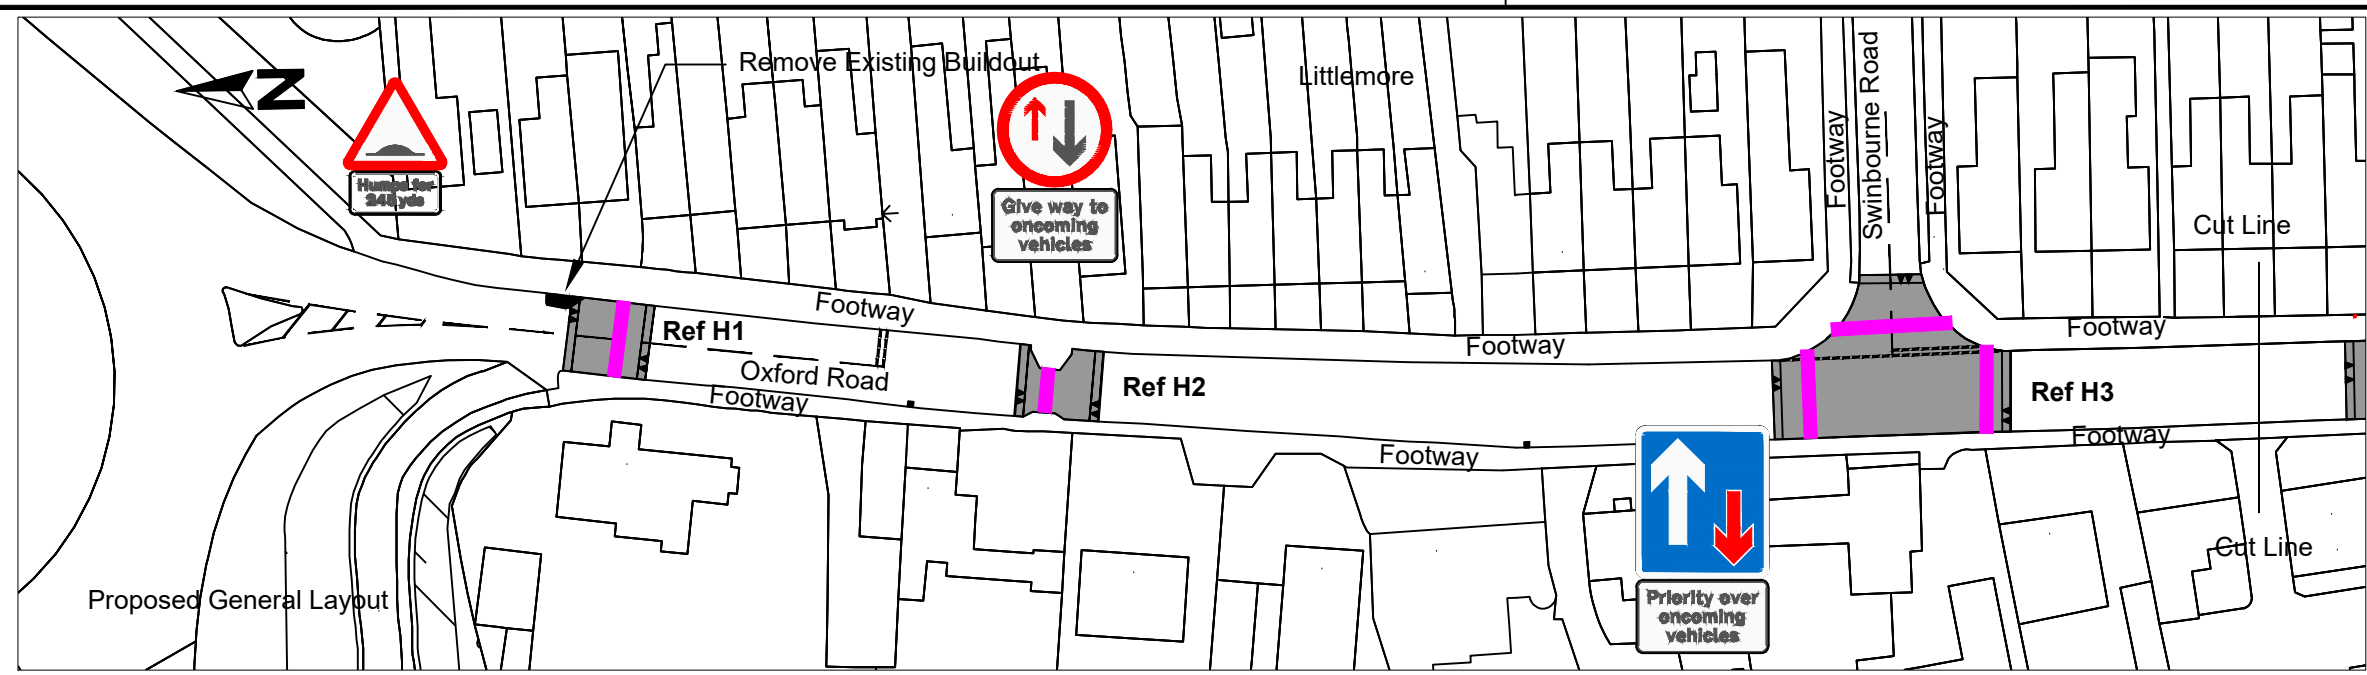 Remove Existing Buildout
Littlemore
Swinbourne Road
Footway
Footway
N
Humps for
245 yds
Give way to
oncoming
vehicles
Cut Line
Footway
Ref H1
Oxford Road
Footway
Ref H2
Footway
Footway
Ref H3
Footway
Footway
Priority over
oncoming
vehicles
Cut Line
Proposed General Layout